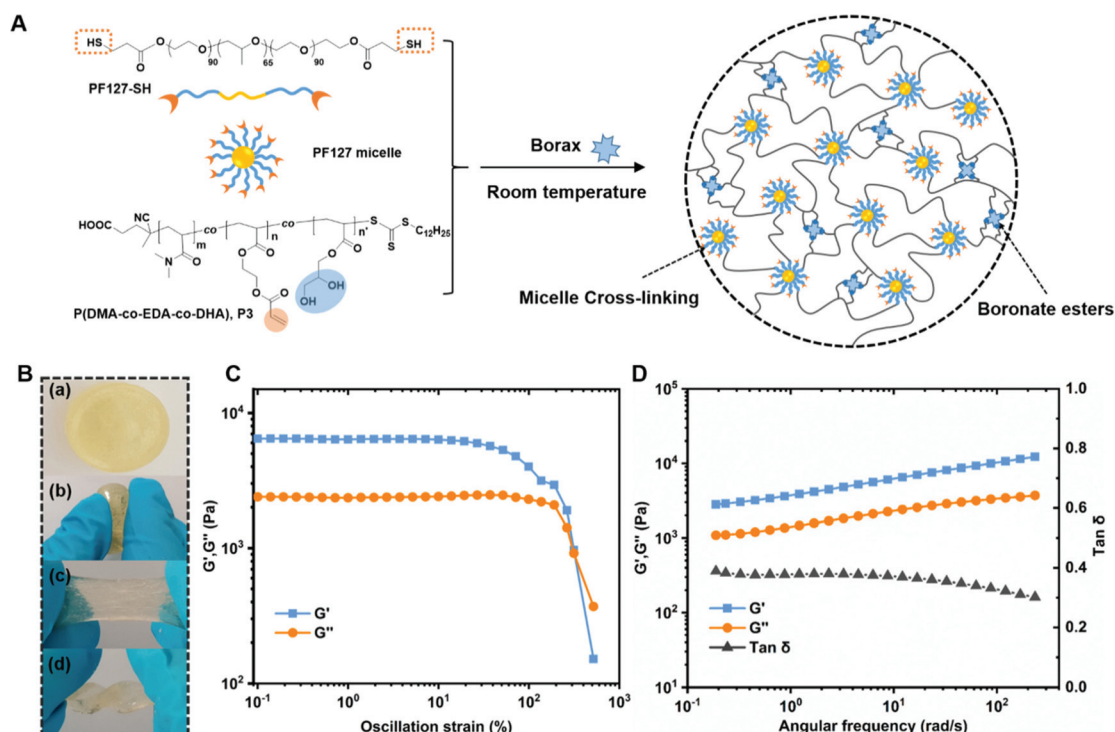 A
HS
O
O
O
O
O
O
SH
90
65
90
PF127-SH
PF127 micelle
Borax
Room temperature
HOOC
NC
m
co
n
co
n'
S
S
S
C12H25
N
O
O
O
O
O
O
O
OH
OH
P(DMA-co-EDA-co-DHA), P3
Micelle Cross-linking
Boronate esters
B
(a)
(b)
(c)
(d)
C
G',G'' (Pa)
10^4
10^3
10^2
G'
G''
10^-1
10^0
10^1
10^2
10^3
Oscillation strain (%)
D
G',G'' (Pa)
10^5
10^4
10^3
10^2
10^1
G'
G''
Tan δ
10^-1
10^0
10^1
10^2
Angular frequency (rad/s)
1.0
0.8
0.6
0.4
0.2
0.0
Tan δ